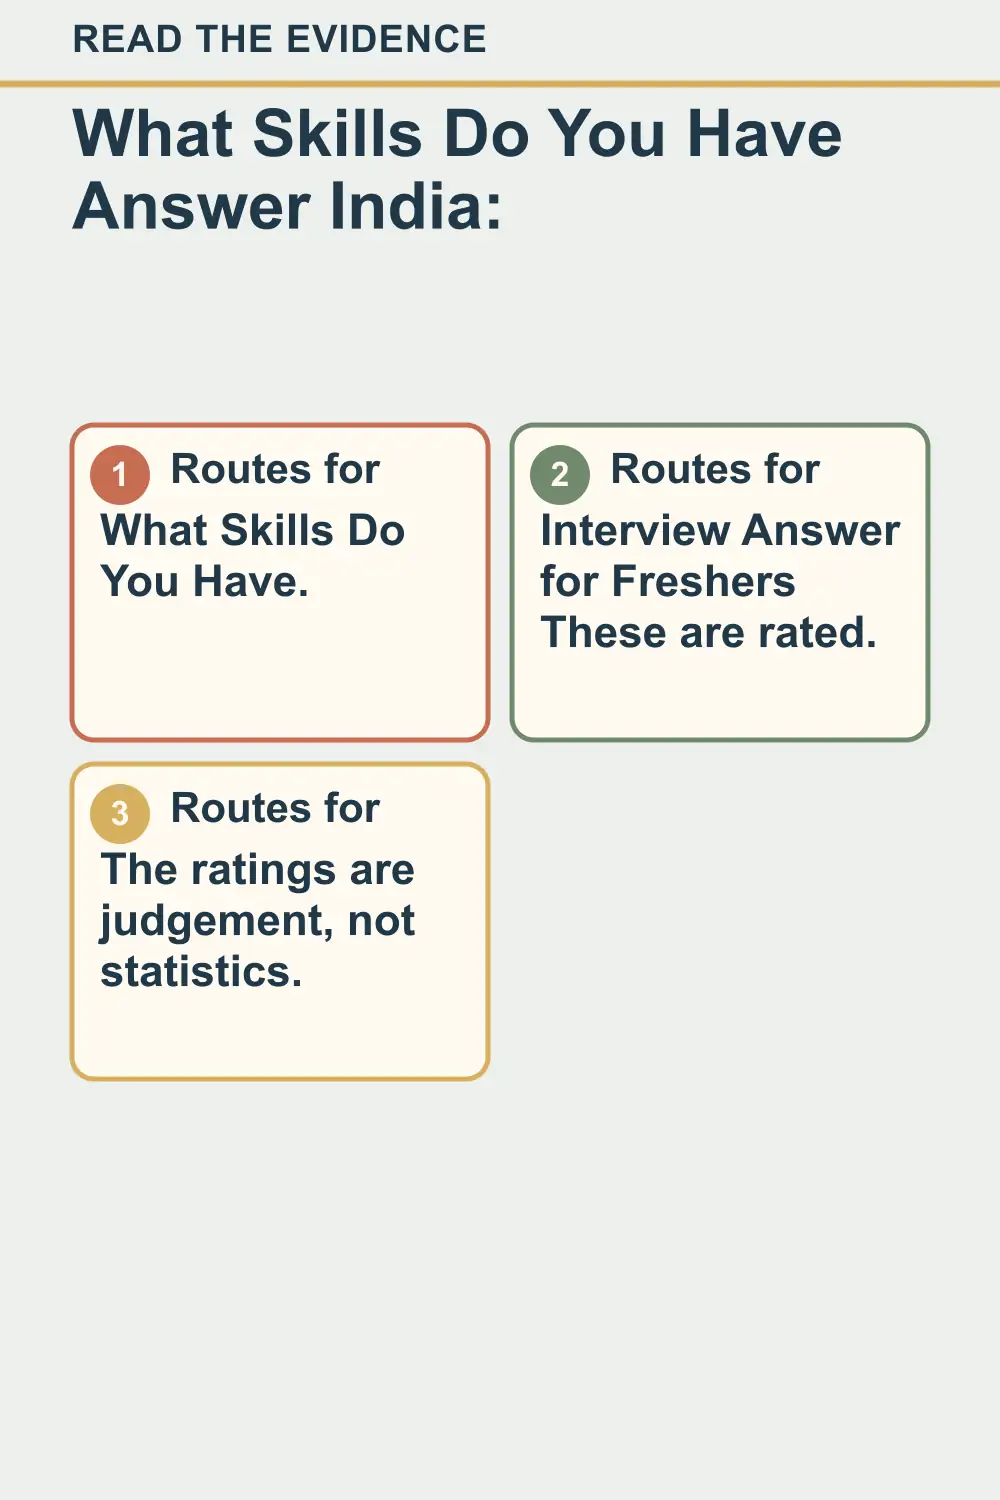 READ THE EVIDENCE
What Skills Do You Have
Answer India:
1 Routes for
What Skills Do
You Have.
2 Routes for
Interview Answer
for Freshers
These are rated.
3 Routes for
The ratings are
judgement, not
statistics.